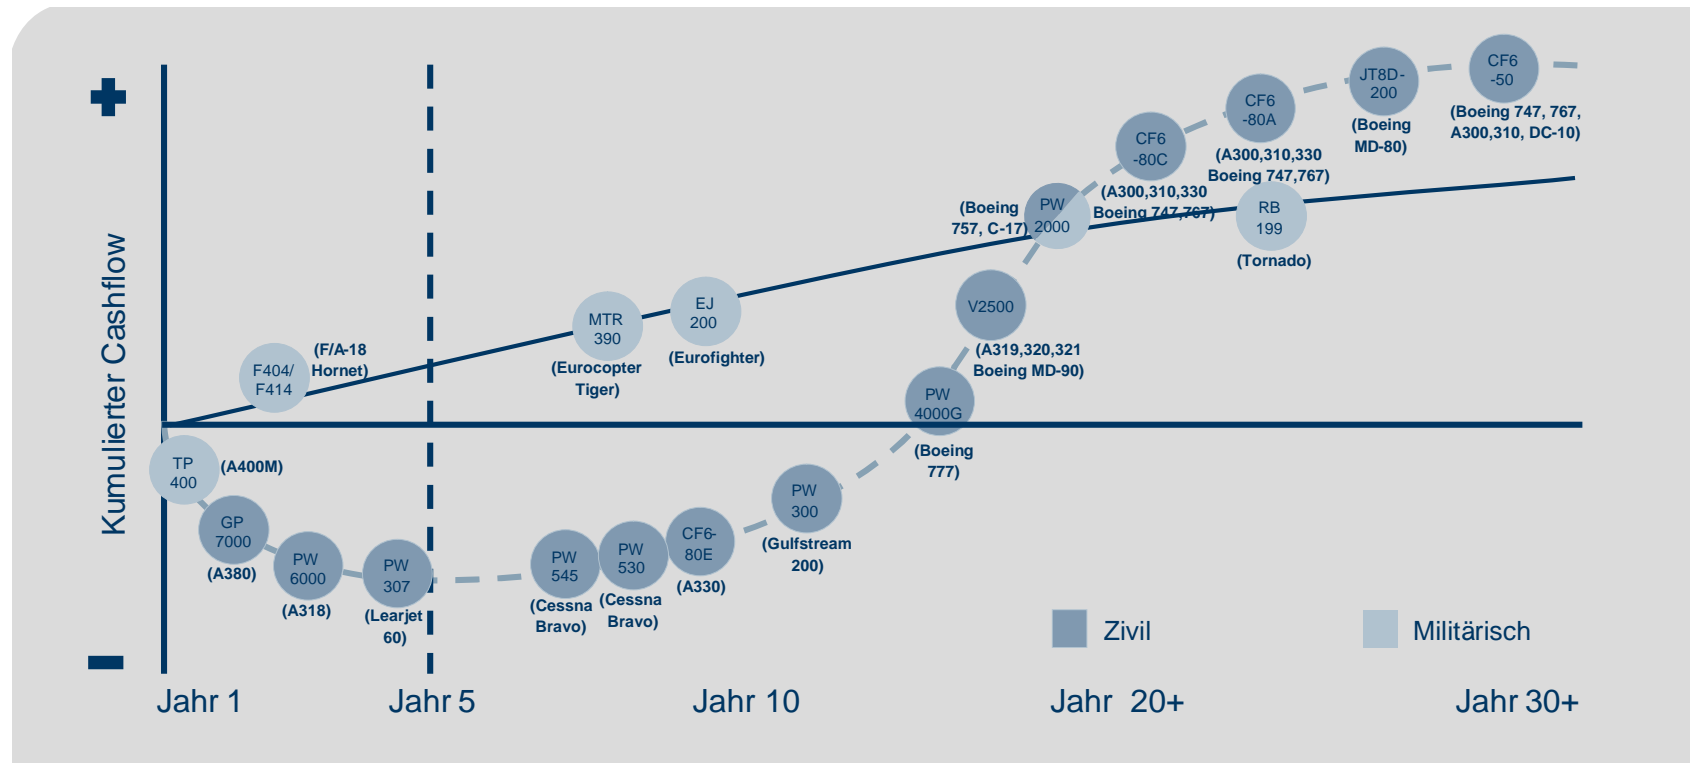 +
Kumulierter Cashflow
CF6
-50
(Boeing 747, 767,
A300,310, DC-10)
JT8D-
200
(Boeing
MD-80)
CF6
-80A
(A300,310,330
Boeing 747,767)
CF6
-80C
(A300,310,330
Boeing 747,767)
PW
2000
(Boeing
757, C-17)
RB
199
(Tornado)
V2500
(A319,320,321
Boeing MD-90)
EJ
200
(Eurofighter)
MTR
390
(Eurocopter
Tiger)
F404/
F414
(F/A-18
Hornet)
PW
4000G
(Boeing
777)
TP
400
(A400M)
GP
7000
(A380)
PW
6000
(A318)
PW
307
(Learjet
60)
PW
545
(Cessna
Bravo)
PW
530
(Cessna
Bravo)
CF6-
80E
(A330)
PW
300
(Gulfstream
200)
Zivil
Militärisch
-
Jahr 1
Jahr 5
Jahr 10
Jahr 20+
Jahr 30+